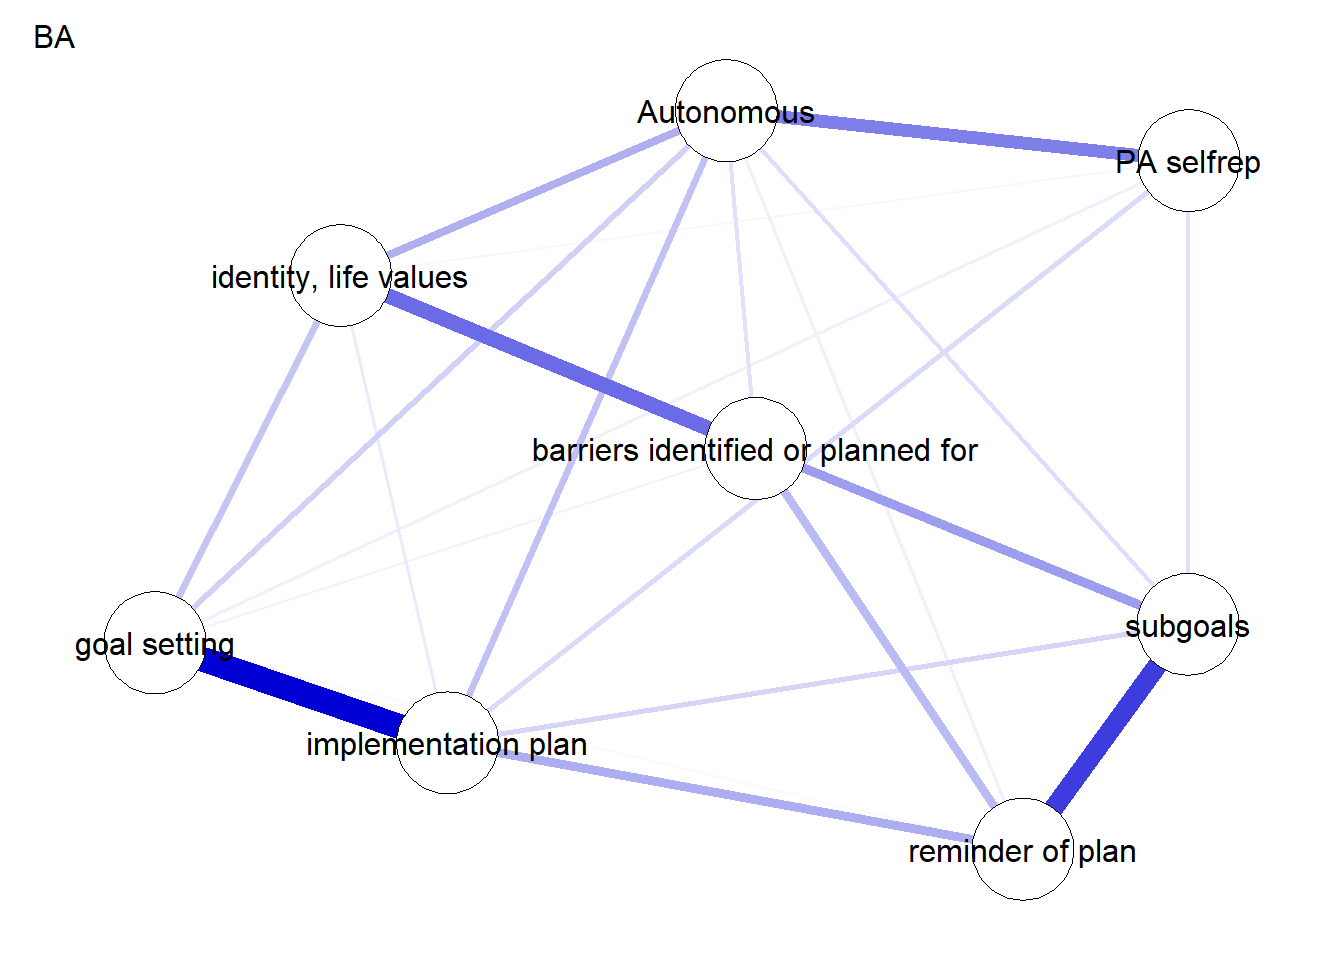 BA
Autonomous
PA selfrep
identity, life values
barriers identified or planned for
subgoals
goal setting
implementation plan
reminder of plan